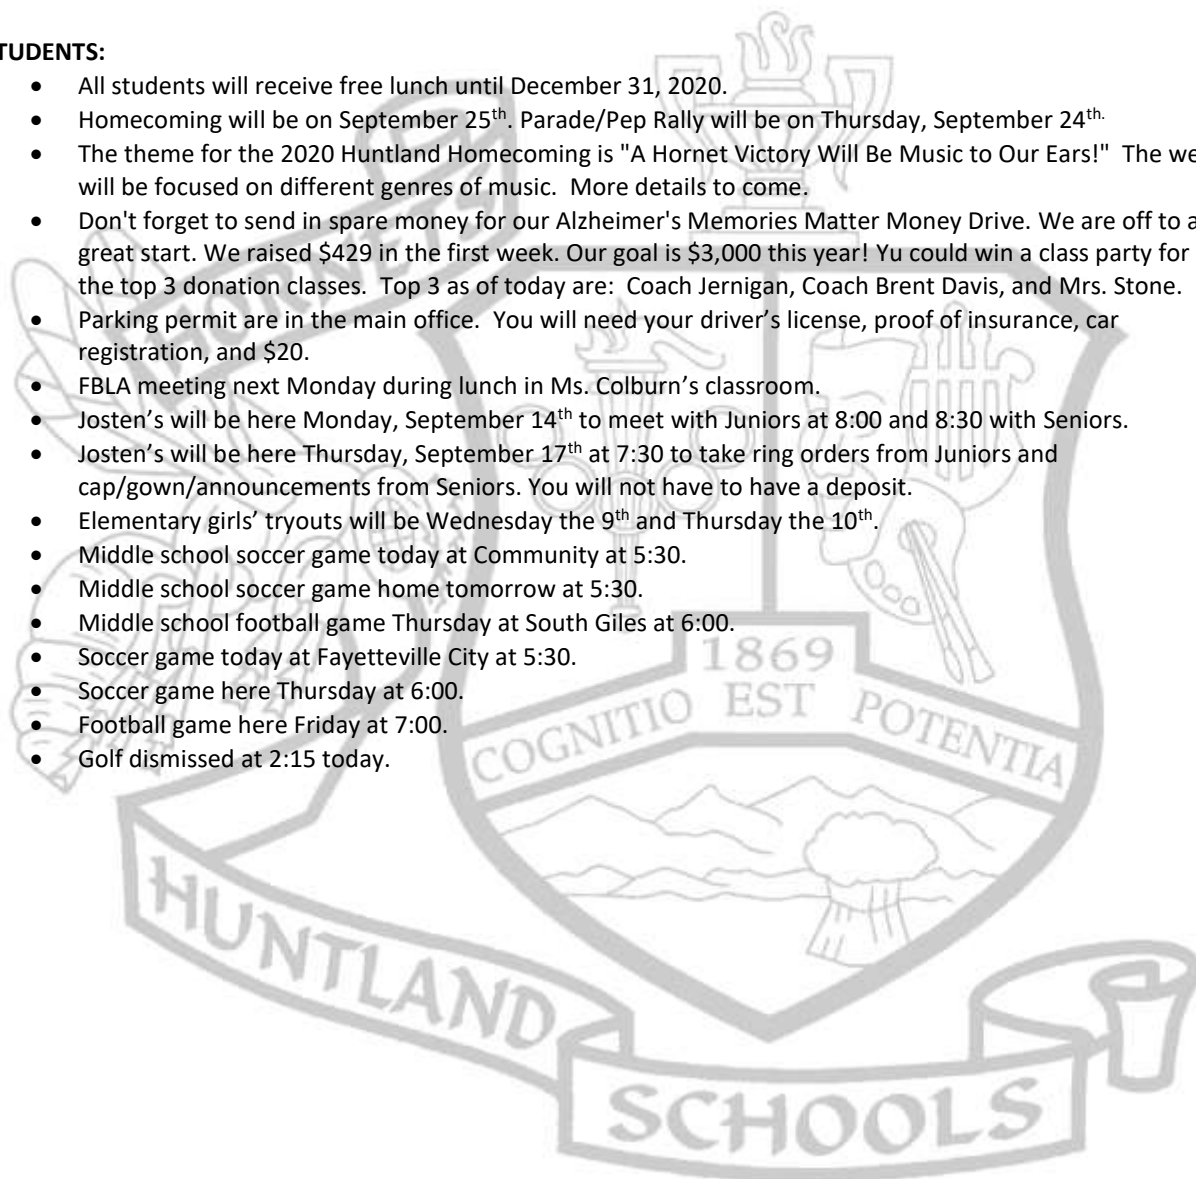 TUDENTS:
• All students will receive free lunch until December 31, 2020.
• Homecoming will be on September 25th. Parade/Pep Rally will be on Thursday, September 24th.
• The theme for the 2020 Huntland Homecoming is "A Hornet Victory Will Be Music to Our Ears!"  The we
will be focused on different genres of music.  More details to come.
• Don't forget to send in spare money for our Alzheimer's Memories Matter Money Drive. We are off to a
great start. We raised $429 in the first week. Our goal is $3,000 this year! Yu could win a class party for
the top 3 donation classes.  Top 3 as of today are:  Coach Jernigan, Coach Brent Davis, and Mrs. Stone.
• Parking permit are in the main office.  You will need your driver’s license, proof of insurance, car
registration, and $20.
• FBLA meeting next Monday during lunch in Ms. Colburn’s classroom.
• Josten’s will be here Monday, September 14th to meet with Juniors at 8:00 and 8:30 with Seniors.
• Josten’s will be here Thursday, September 17th at 7:30 to take ring orders from Juniors and
cap/gown/announcements from Seniors. You will not have to have a deposit.
• Elementary girls’ tryouts will be Wednesday the 9th and Thursday the 10th.
• Middle school soccer game today at Community at 5:30.
• Middle school soccer game home tomorrow at 5:30.
• Middle school football game Thursday at South Giles at 6:00.
• Soccer game today at Fayetteville City at 5:30.
• Soccer game here Thursday at 6:00.
• Football game here Friday at 7:00.
• Golf dismissed at 2:15 today.
HORNETS
1869
COGNITIO EST POTENTIA
HUNTLAND
SCHOOLS